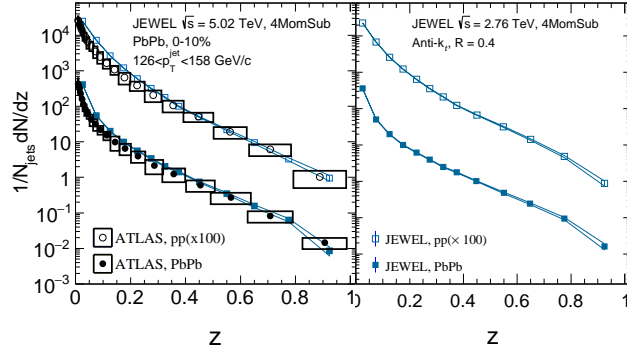 JEWEL √s = 5.02 TeV, 4MomSub
PbPb, 0-10%
126<p_T^jet <158 GeV/c
ATLAS, pp(x100)
ATLAS, PbPb
1/N_jets dN/dz
10^4
10^3
10^2
10
1
10^−1
10^−2
10^−3
0 0.2 0.4 0.6 0.8 1
z
JEWEL √s = 2.76 TeV, 4MomSub
Anti-k_t, R = 0.4
JEWEL, pp(× 100)
JEWEL, PbPb
0 0.2 0.4 0.6 0.8 1
z